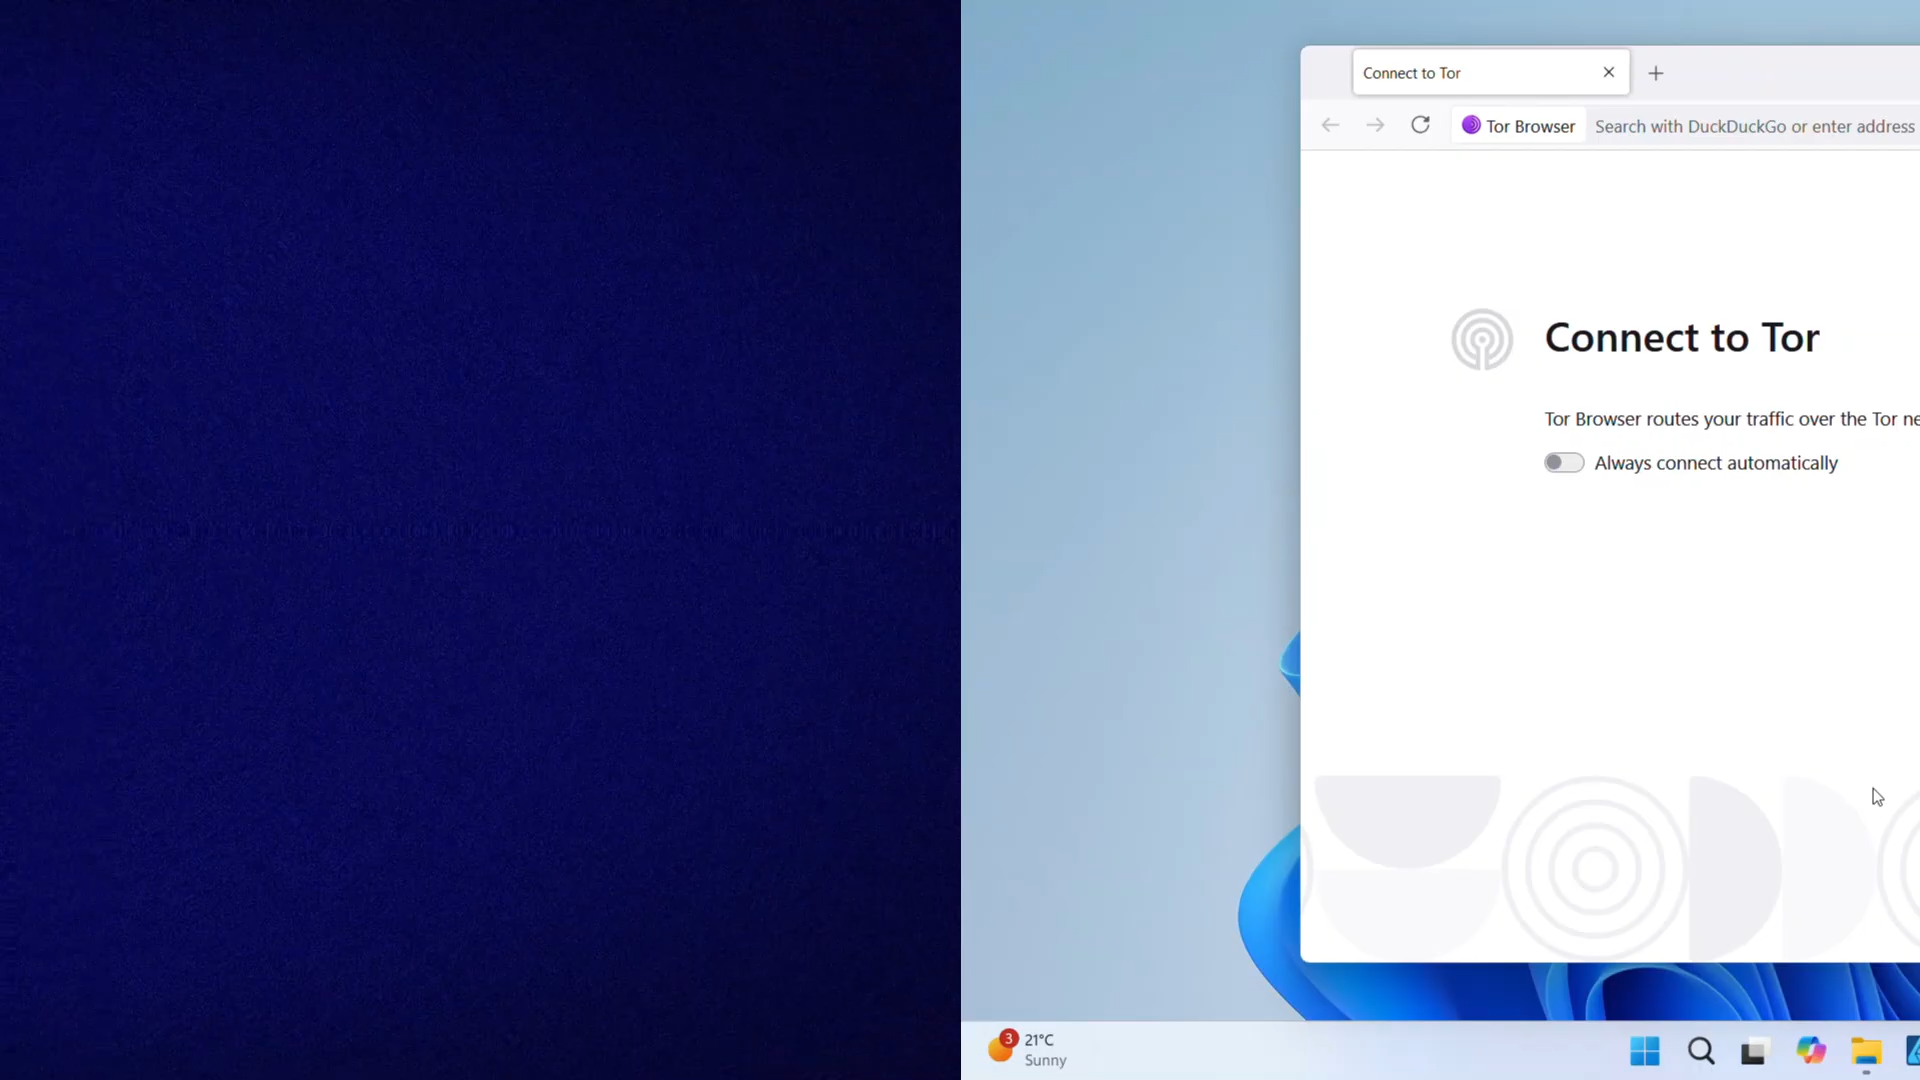 Connect to Tor
Tor Browser
Search with DuckDuckGo or enter address
Connect to Tor
Tor Browser routes your traffic over the Tor
Always connect automatically
3
21°C
Sunny